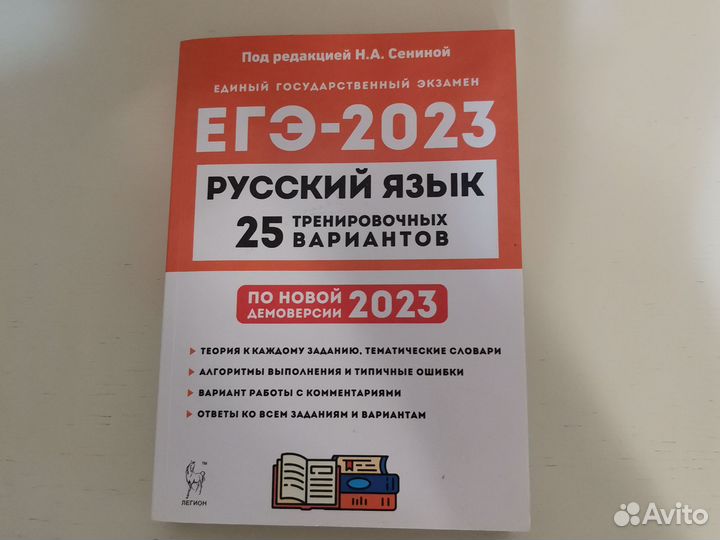 Под редакцией Н.А. Сениной
ЕДИНЫЙ ГОСУДАРСТВЕННЫЙ ЭКЗАМЕН
ЕГЭ-2023
РУССКИЙ ЯЗЫК
25 ТРЕНИРОВОЧНЫХ
ВАРИАНТОВ
ПО НОВОЙ
ДЕМОВЕРСИИ 2023
ТЕОРИЯ К КАЖДОМУ ЗАДАНИЮ, ТЕМАТИЧЕСКИЕ СЛОВАРИ
АЛГОРИТМЫ ВЫПОЛНЕНИЯ И ТИПИЧНЫЕ ОШИБКИ
ВАРИАНТ РАБОТЫ С КОММЕНТАРИЯМИ
ОТВЕТЫ КО ВСЕМ ЗАДАНИЯМ И ВАРИАНТАМ
TM
ЛЕГИОН
Avito